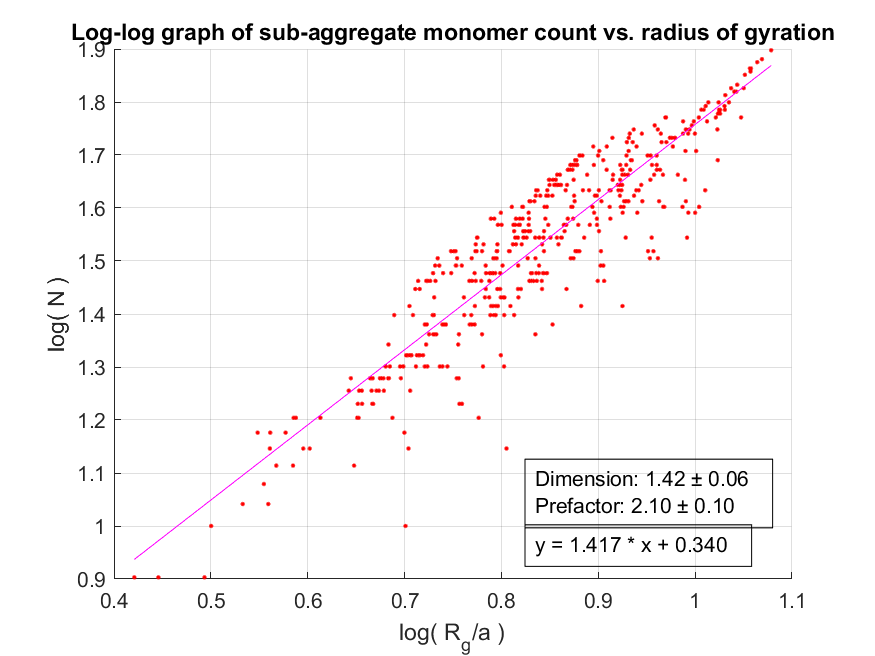 Log-log graph of sub-aggregate monomer count vs. radius of gyration
1.9
1.8
1.7
1.6
1.5
1.4
1.3
1.2
1.1
1
0.9
log( N )
Dimension: 1.42 ± 0.06
Prefactor: 2.10 ± 0.10
y = 1.417 * x + 0.340
0.4 0.5 0.6 0.7 0.8 0.9 1 1.1
log( R_g/a )